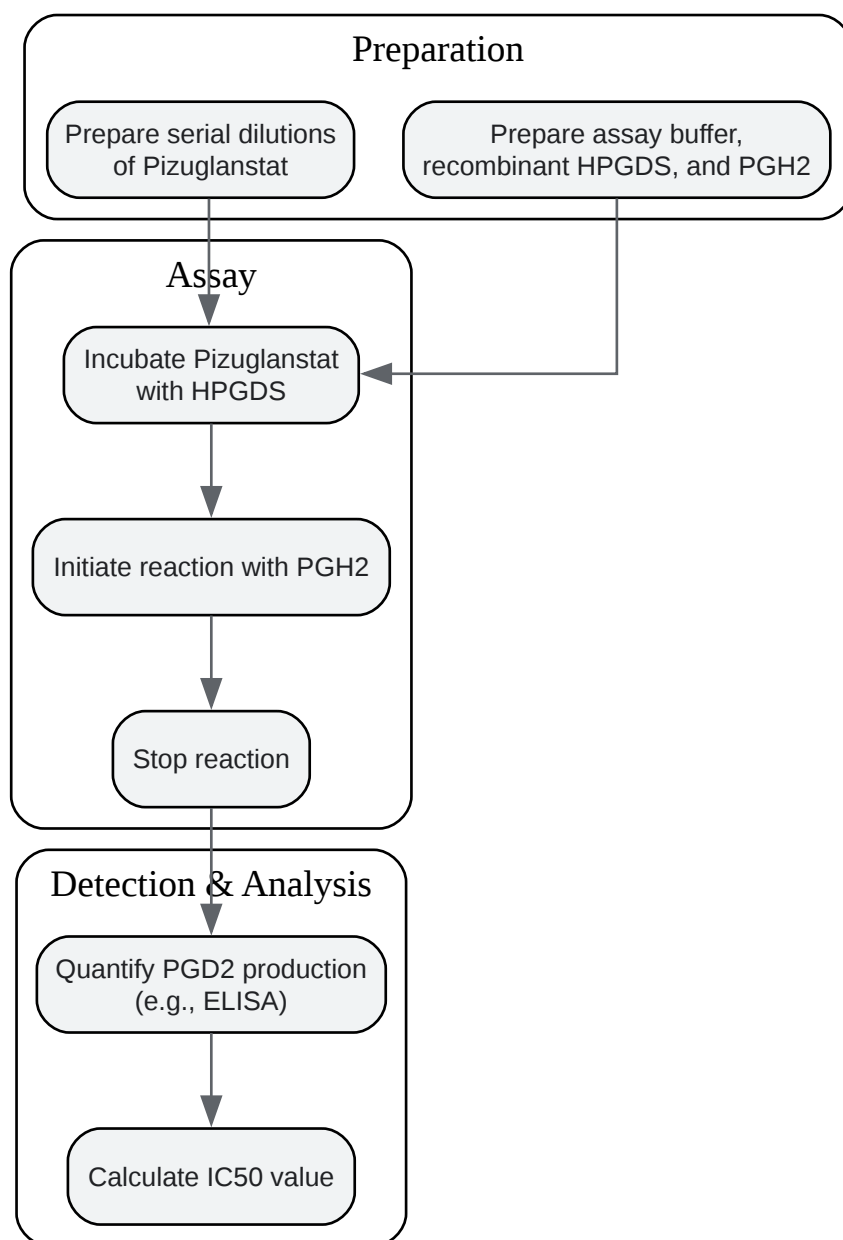 Preparation
Prepare serial dilutions
of Pizuglanstat
Prepare assay buffer,
recombinant HPGDS, and PGH2
Assay
Incubate Pizuglanstat
with HPGDS
Initiate reaction with PGH2
Stop reaction
Detection & Analysis
Quantify PGD2 production
(e.g., ELISA)
Calculate IC50 value